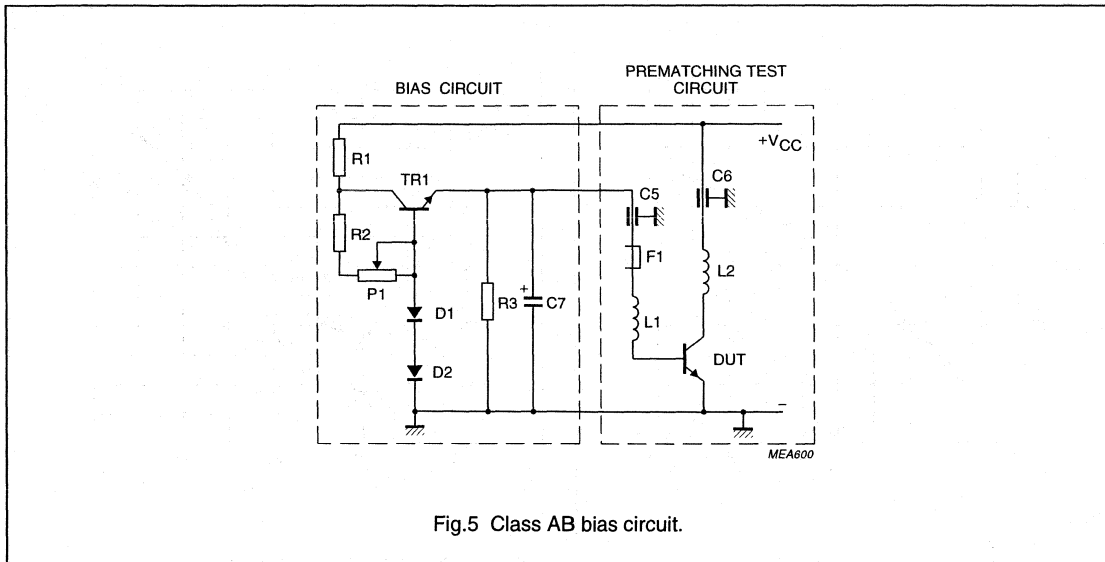 BIAS CIRCUIT
PREMATCHING TEST
CIRCUIT
+VCC
R1
TR1
C5
C6
R2
F1
L2
P1
D1
R3
+
C7
L1
D2
DUT
–
MEA600
Fig.5 Class AB bias circuit.